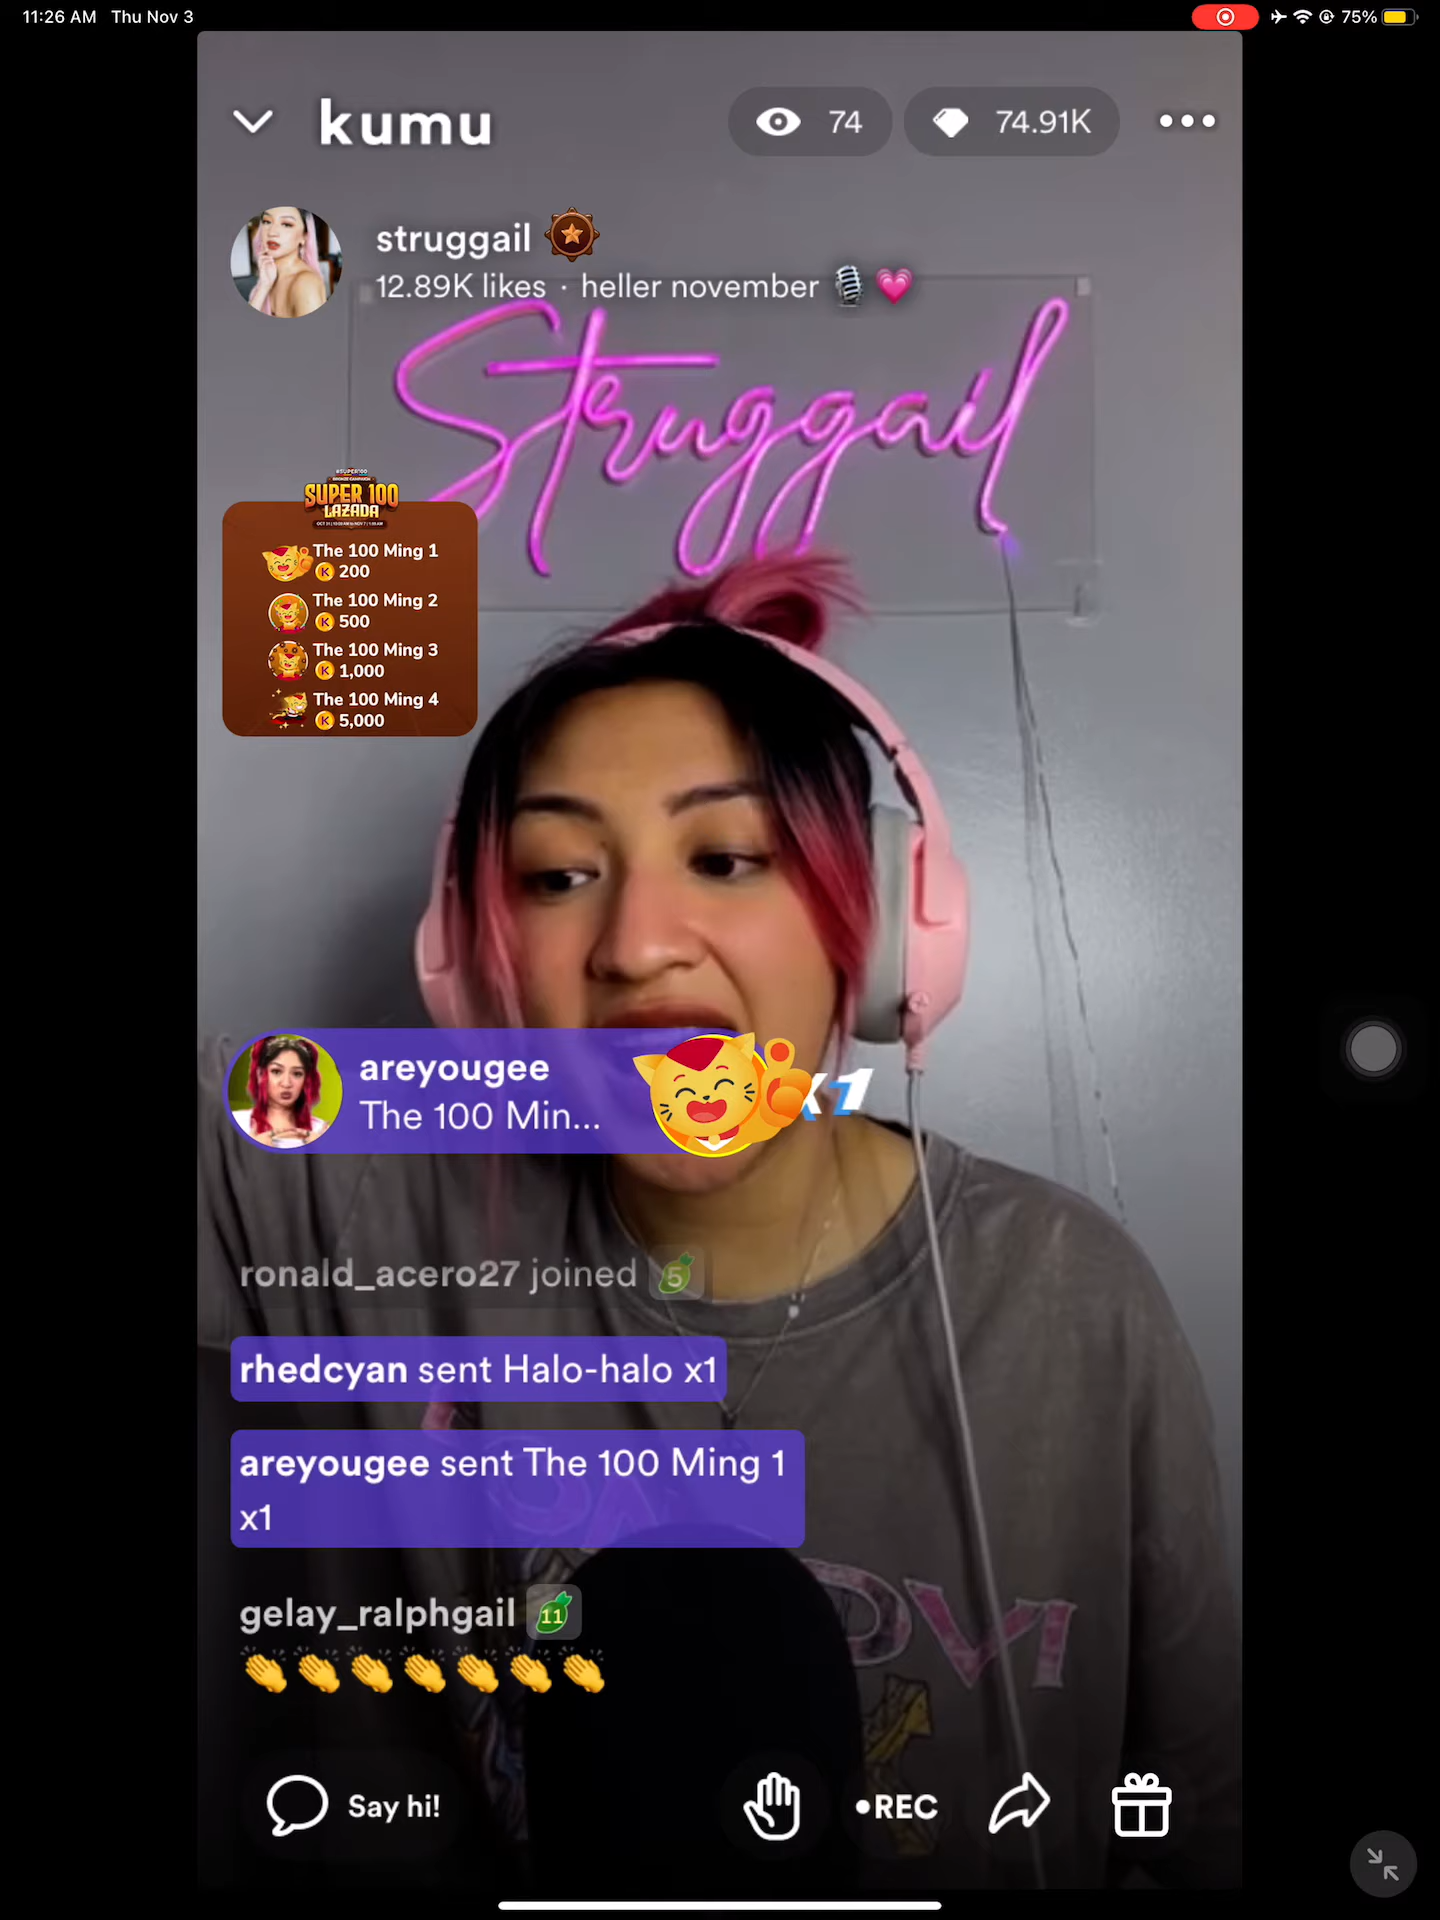 11:26 AM Thu Nov 3
75%
kumu
74
74.91K
struggail
12.89K likes · heller november 🎙️💗
Struggail
#SUPER100
BRONZE CAMPAIGN
SUPER 100
LAZADA
The 100 Ming 1
K 200
The 100 Ming 2
K 500
The 100 Ming 3
K 1,000
The 100 Ming 4
K 5,000
areyougee
The 100 Min...
x1
ronald_acero27 joined 5
rhedcyan sent Halo-halo x1
areyougee sent The 100 Ming 1
x1
gelay_ralphgail 11
👏👏👏👏👏👏👏
Say hi!
•REC